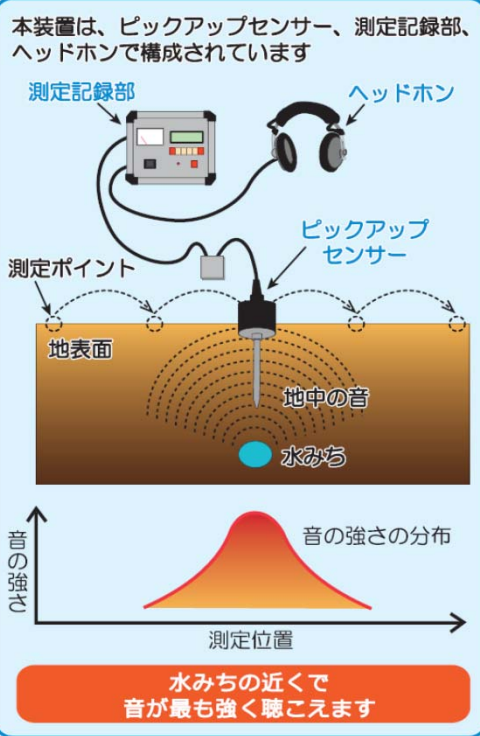 本装置は、ピックアップセンサー、測定記録部、
ヘッドホンで構成されています
測定記録部
ヘッドホン
ピックアップ
センサー
測定ポイント
地表面
地中の音
水みち
音の強さ
音の強さの分布
測定位置
水みちの近くで
音が最も強く聴こえます